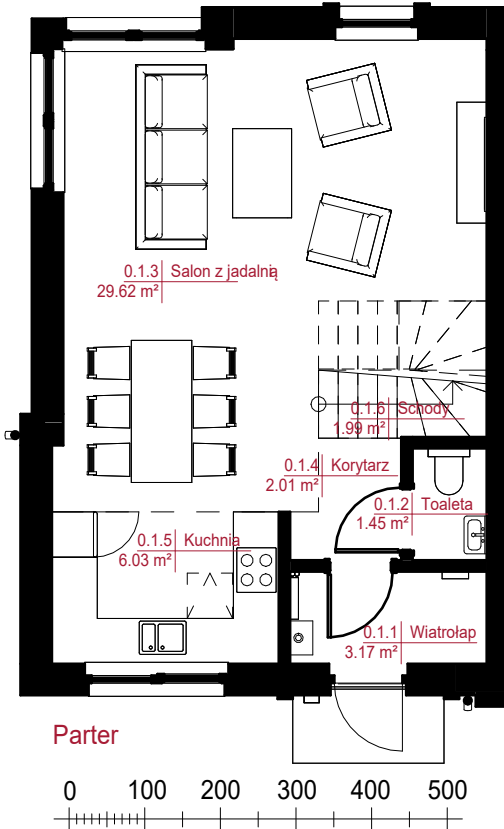 0.1.3 Salon z jadalnią
29.62 m²
0.1.6 Schody
1.99 m²
0.1.4 Korytarz
2.01 m²
0.1.2 Toaleta
1.45 m²
0.1.5 Kuchnia
6.03 m²
0.1.1 Wiatrołap
3.17 m²
Parter
0 100 200 300 400 500